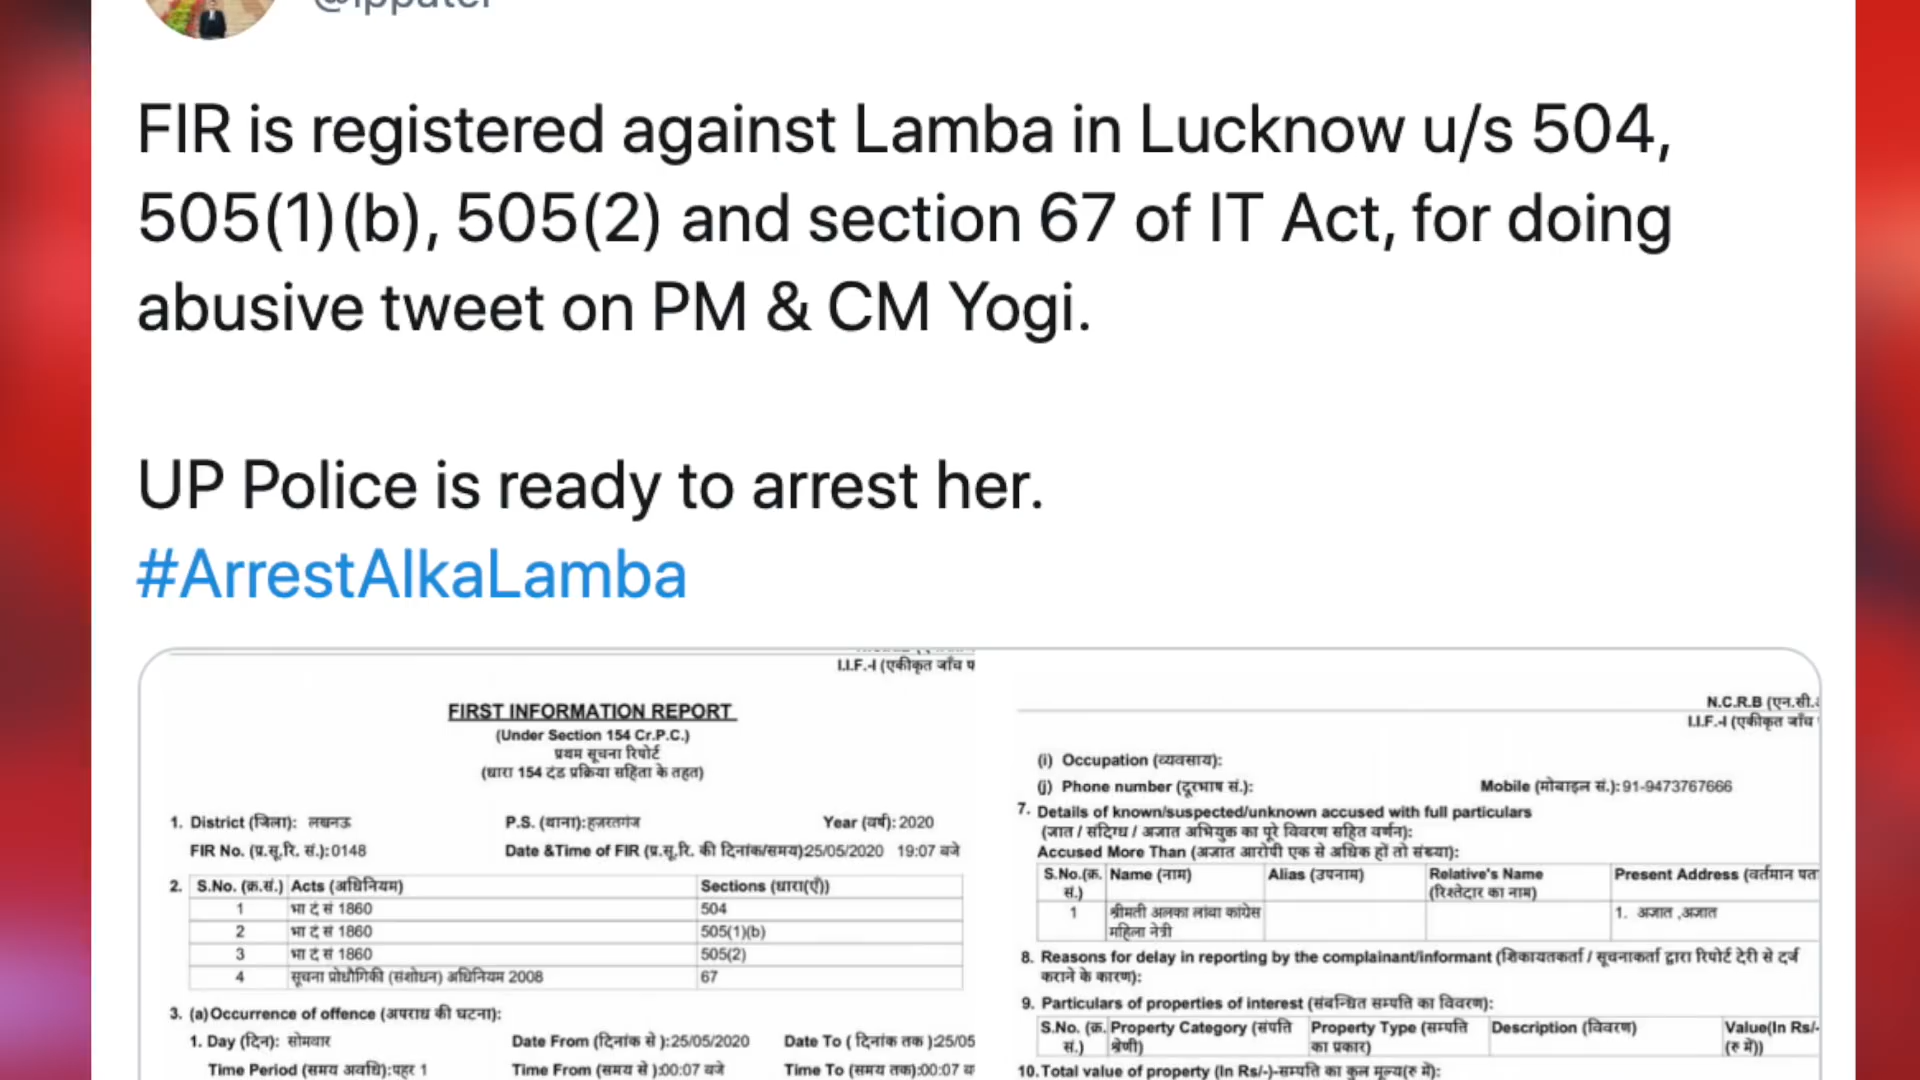 @ippatel
FIR is registered against Lamba in Lucknow u/s 504,
505(1)(b), 505(2) and section 67 of IT Act, for doing
abusive tweet on PM & CM Yogi.
UP Police is ready to arrest her.
#ArrestAlkaLamba
I.I.F.-I (एकीकृत जाँच
FIRST INFORMATION REPORT
(Under Section 154 Cr.P.C.)
प्रथम सूचना रिपोर्ट
(धारा 154 दंड प्रक्रिया सहिंता के तहत)
1. District (जिला): लखनऊ P.S. (थाना): हज़रतगंज Year (वर्ष): 2020
FIR No. (प्र.सू.रि. सं.): 0148 Date &Time of FIR (प्र.सू.रि. की दिनांक/समय):25/05/2020 19:07 बजे
2. S.No. (क्र.सं.) Acts (अधिनियम) Sections (धारा(एँ))
1 भा दं सं 1860 504
2 भा दं सं 1860 505(1)(b)
3 भा दं सं 1860 505(2)
4 सूचना प्रोद्योगिकी (संशोधन) अधिनियम 2008 67
3. (a) Occurrence of offence (अपराध की घटना):
1. Day (दिन): सोमवार Date From (दिनांक से ):25/05/2020 Date To ( दिनांक तक ):25/05
Time Period (समय अवधि):पहर 1 Time From (समय से ):00:07 बजे Time To (समय तक):00:07
N.C.R.B (एन.सी.
I.I.F.-I (एकीकृत जाँच
(i) Occupation (व्यवसाय):
(j) Phone number (दूरभाष सं.): Mobile (मोबाइल सं.): 91-9473767666
7. Details of known/suspected/unknown accused with full particulars
(ज्ञात / संदिग्ध / अज्ञात अभियुक्त का पूरे विवरण सहित वर्णन):
Accused More Than (अज्ञात आरोपी एक से अधिक हों तो संख्या):
S.No.(क्र. Name (नाम) Alias (उपनाम) Relative's Name Present Address (वर्तमान
सं.) (रिश्तेदार का नाम)
1 श्रीमती अलका लांबा कांग्रेस 1. अज्ञात ,अज्ञात
महिला नेत्री
8. Reasons for delay in reporting by the complainant/informant (शिकायतकर्ता / सूचनाकर्ता द्वारा रिपोर्ट देरी से दर्ज
कराने के कारण):
9. Particulars of properties of interest (संबन्धित सम्पत्ति का विवरण):
S.No. (क्र. Property Category (संपत्ति Property Type (सम्पत्ति Description (विवरण) Value(In Rs/-
सं.) श्रेणी) का प्रकार) (रु में))
10. Total value of property (In Rs/-)-सम्पत्ति का कुल मूल्य(रु में):